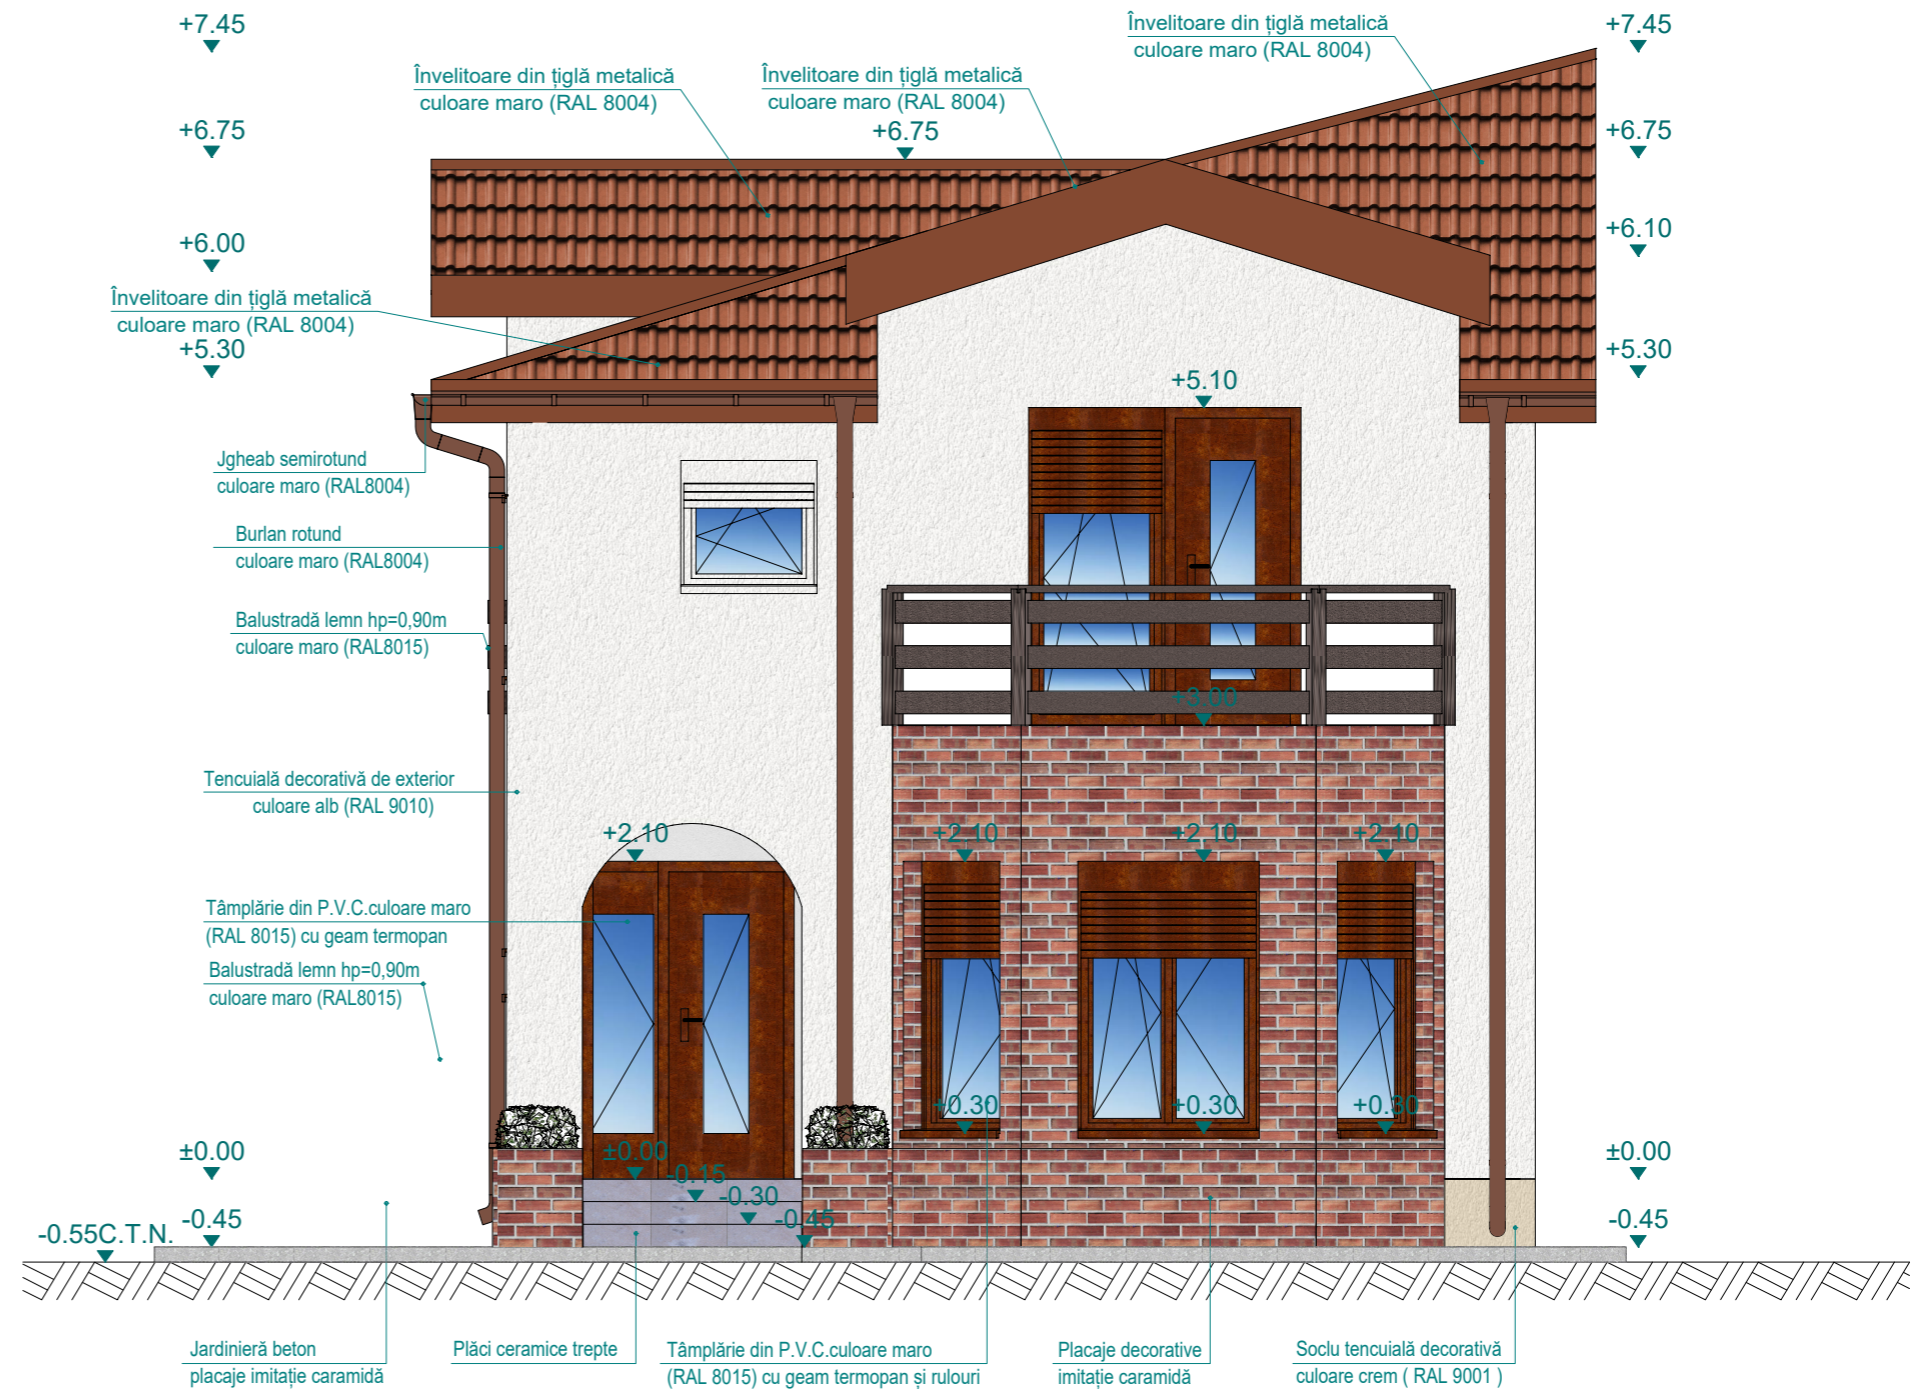 +7.45
Învelitoare din țiglă metalică
culoare maro (RAL 8004)
+7.45
Învelitoare din țiglă metalică
culoare maro (RAL 8004)
Învelitoare din țiglă metalică
culoare maro (RAL 8004)
+6.75
+6.75
+6.75
+6.00
+6.10
Învelitoare din țiglă metalică
culoare maro (RAL 8004)
+5.30
+5.30
+5.10
Jgheab semirotund
culoare maro (RAL8004)
Burlan rotund
culoare maro (RAL8004)
Balustradă lemn hp=0,90m
culoare maro (RAL8015)
+3.00
Tencuială decorativă de exterior
culoare alb (RAL 9010)
+2.10
+2.10
+2.10
+2.10
Tâmplărie din P.V.C.culoare maro
(RAL 8015) cu geam termopan
Balustradă lemn hp=0,90m
culoare maro (RAL8015)
+0.30
+0.30
+0.30
±0.00
±0.00
±0.00
-0.15
-0.30
-0.45
-0.55C.T.N.
-0.45
-0.45
Jardinieră beton
placaje imitație caramidă
Plăci ceramice trepte
Tâmplărie din P.V.C.culoare maro
(RAL 8015) cu geam termopan și rulouri
Placaje decorative
imitație caramidă
Soclu tencuială decorativă
culoare crem ( RAL 9001 )